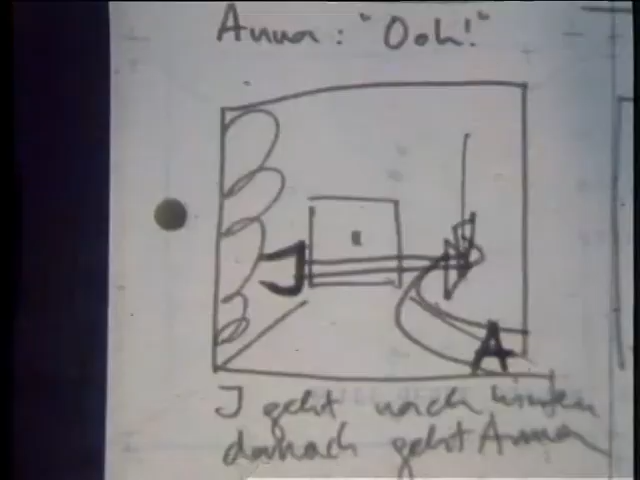 Anna: "Ooh!"
J
A
J geht nach hinten
danach geht Anna